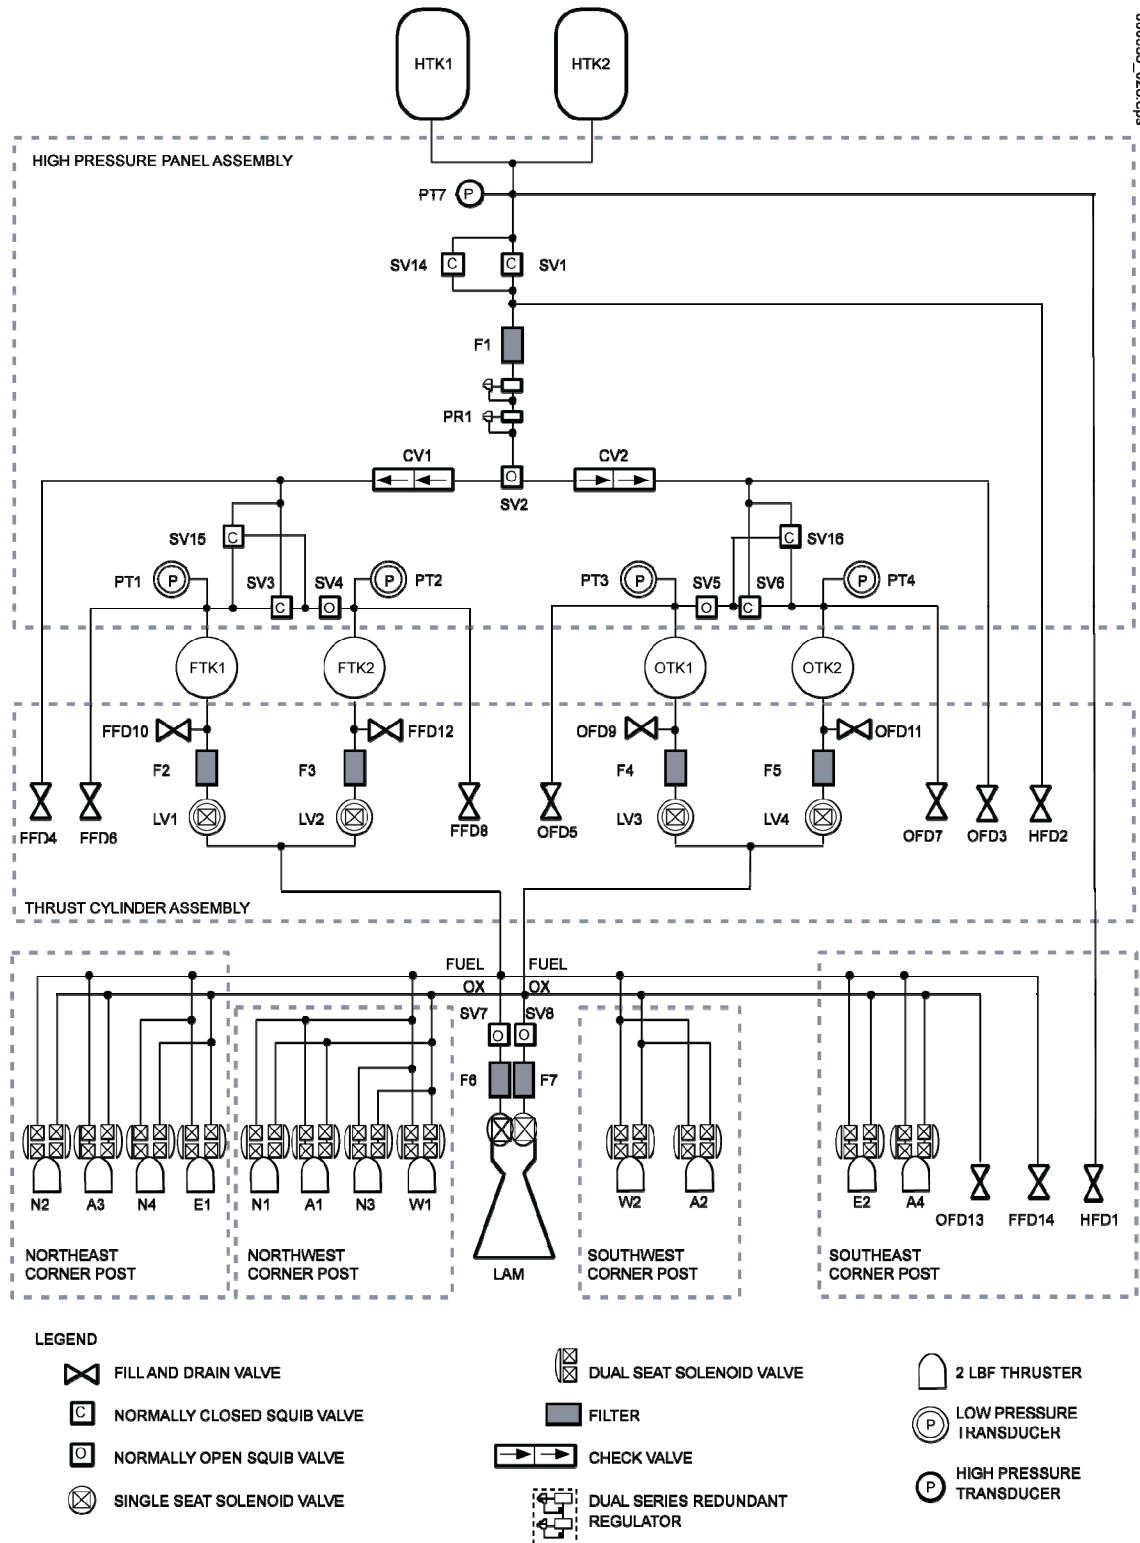 HTK1 HTK2
HIGH PRESSURE PANEL ASSEMBLY
PT7 P
SV14 C C SV1
F1
PR1
CV1 CV2
O
SV2
SV15 C C SV16
PT1 P SV3 SV4 P PT2 PT3 P SV5 SV6 P PT4
C O O C
FTK1 FTK2 OTK1 OTK2
FFD10 FFD12 OFD9 OFD11
F2 F3 F4 F5
LV1 LV2 LV3 LV4
FFD4 FFD6 FFD8 OFD5 OFD7 OFD3 HFD2
THRUST CYLINDER ASSEMBLY
FUEL FUEL
OX OX
SV7 SV8
O O
F6 F7
N2 A3 N4 E1 N1 A1 N3 W1 W2 A2 E2 A4
OFD13 FFD14 HFD1
NORTHEAST
CORNER POST
NORTHWEST
CORNER POST
LAM
SOUTHWEST
CORNER POST
SOUTHEAST
CORNER POST
LEGEND
FILL AND DRAIN VALVE
C NORMALLY CLOSED SQUIB VALVE
O NORMALLY OPEN SQUIB VALVE
SINGLE SEAT SOLENOID VALVE
DUAL SEAT SOLENOID VALVE
FILTER
CHECK VALVE
DUAL SERIES REDUNDANT
REGULATOR
2 LBF THRUSTER
P LOW PRESSURE
TRANSDUCER
P HIGH PRESSURE
TRANSDUCER